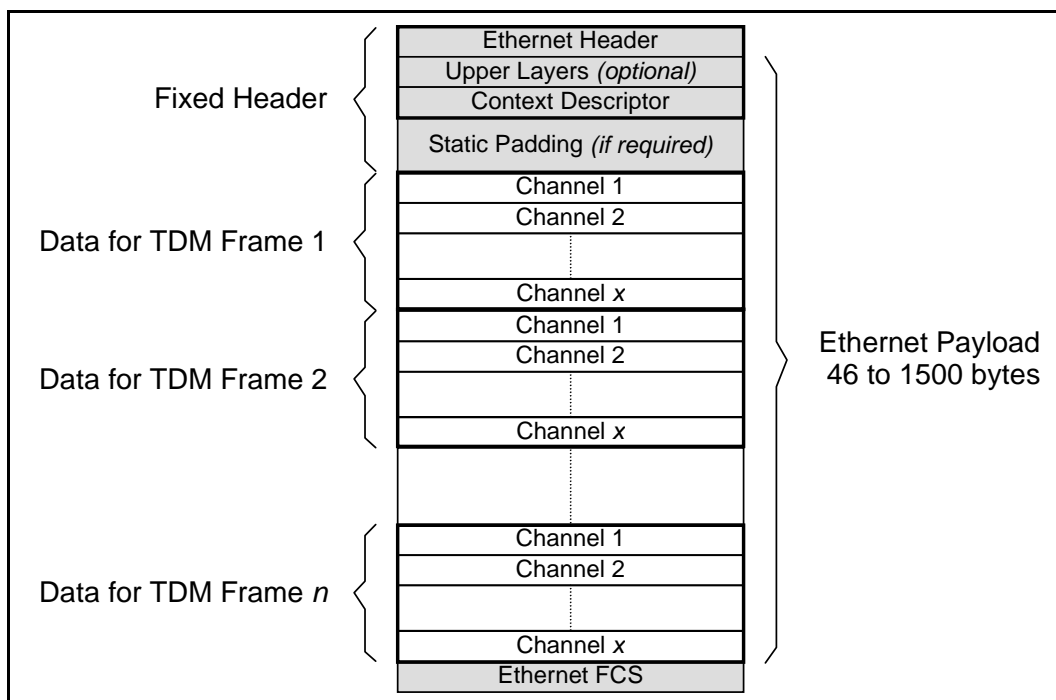 Ethernet Header
Upper Layers (optional)
Context Descriptor
Static Padding (if required)
Fixed Header
Channel 1
Channel 2
Channel x
Data for TDM Frame 1
Channel 1
Channel 2
Channel x
Data for TDM Frame 2
Channel 1
Channel 2
Channel x
Data for TDM Frame n
Ethernet FCS
Ethernet Payload
46 to 1500 bytes